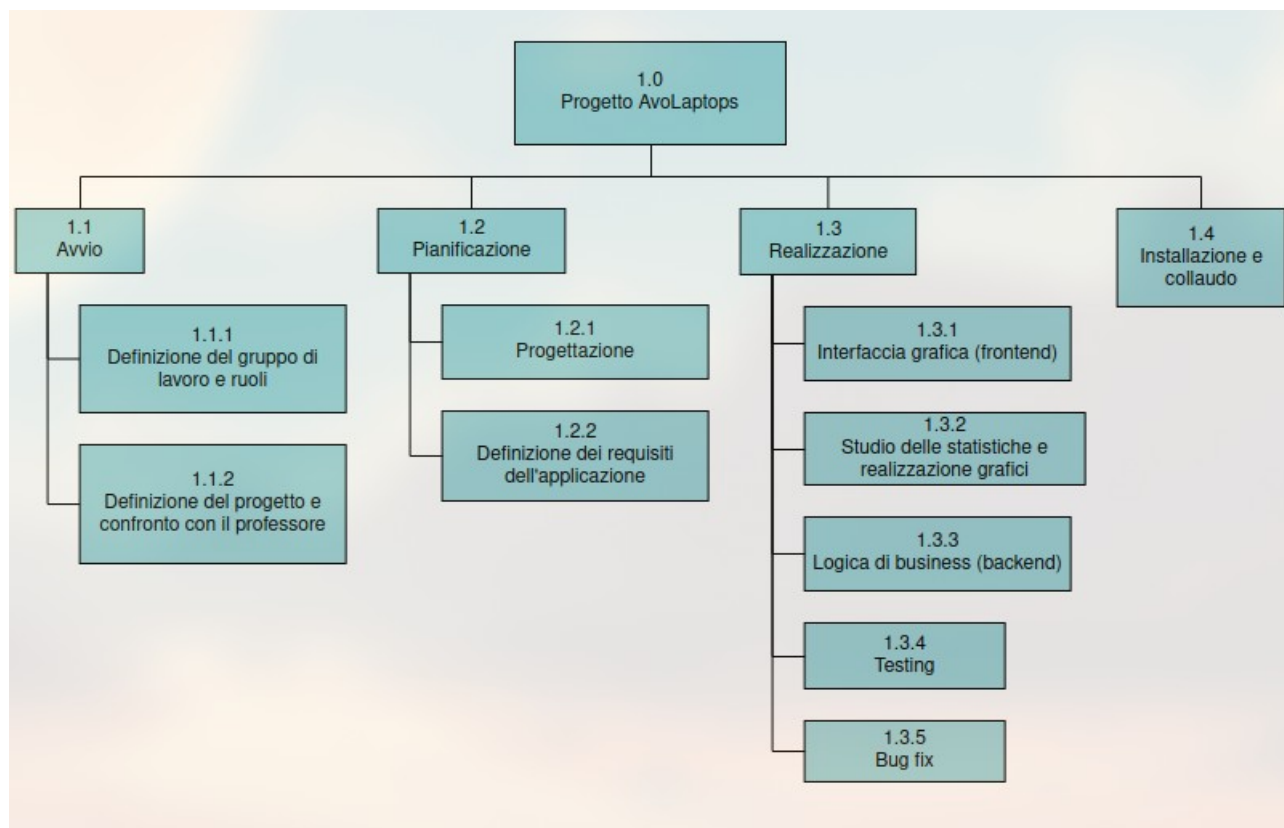 1.0
Progetto AvoLaptops
1.1
Avvio
1.1.1
Definizione del gruppo di
lavoro e ruoli
1.1.2
Definizione del progetto e
confronto con il professore
1.2
Pianificazione
1.2.1
Progettazione
1.2.2
Definizione dei requisiti
dell'applicazione
1.3
Realizzazione
1.3.1
Interfaccia grafica (frontend)
1.3.2
Studio delle statistiche e
realizzazione grafici
1.3.3
Logica di business (backend)
1.3.4
Testing
1.3.5
Bug fix
1.4
Installazione e
collaudo